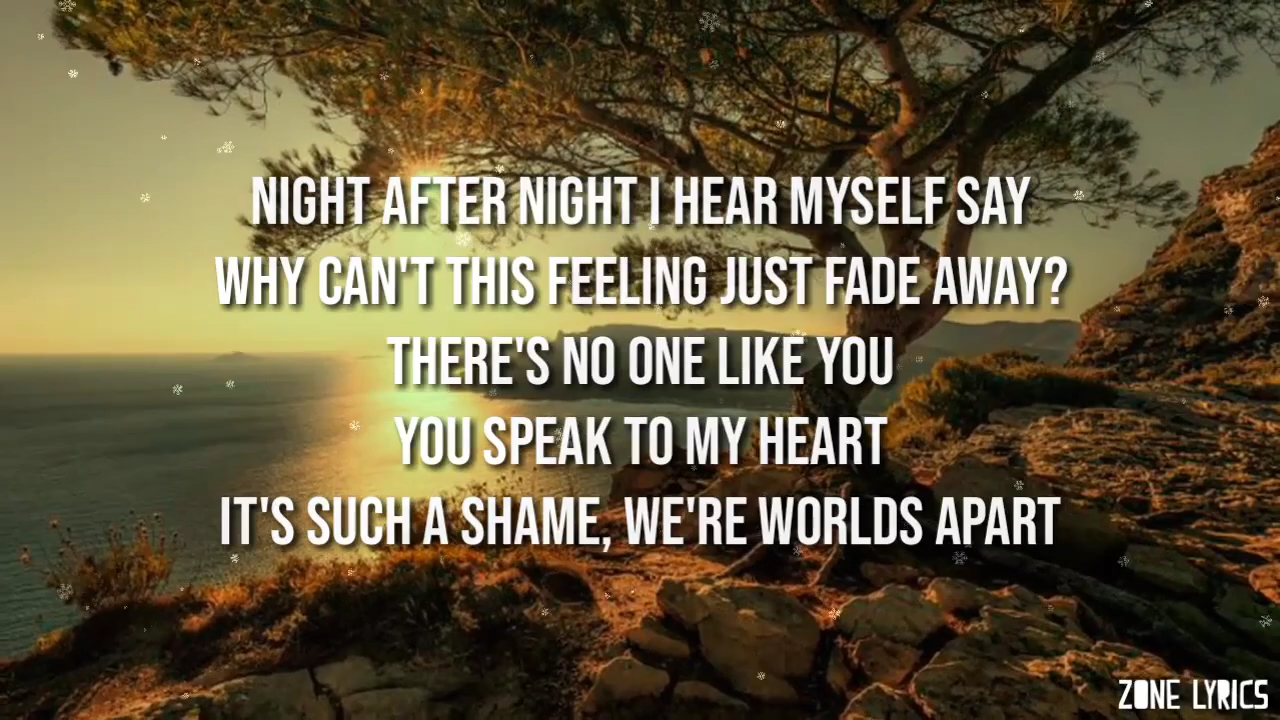 NIGHT AFTER NIGHT I HEAR MYSELF SAY
WHY CAN'T THIS FEELING JUST FADE AWAY?
THERE'S NO ONE LIKE YOU
YOU SPEAK TO MY HEART
IT'S SUCH A SHAME, WE'RE WORLDS APART
ZONE LYRICS